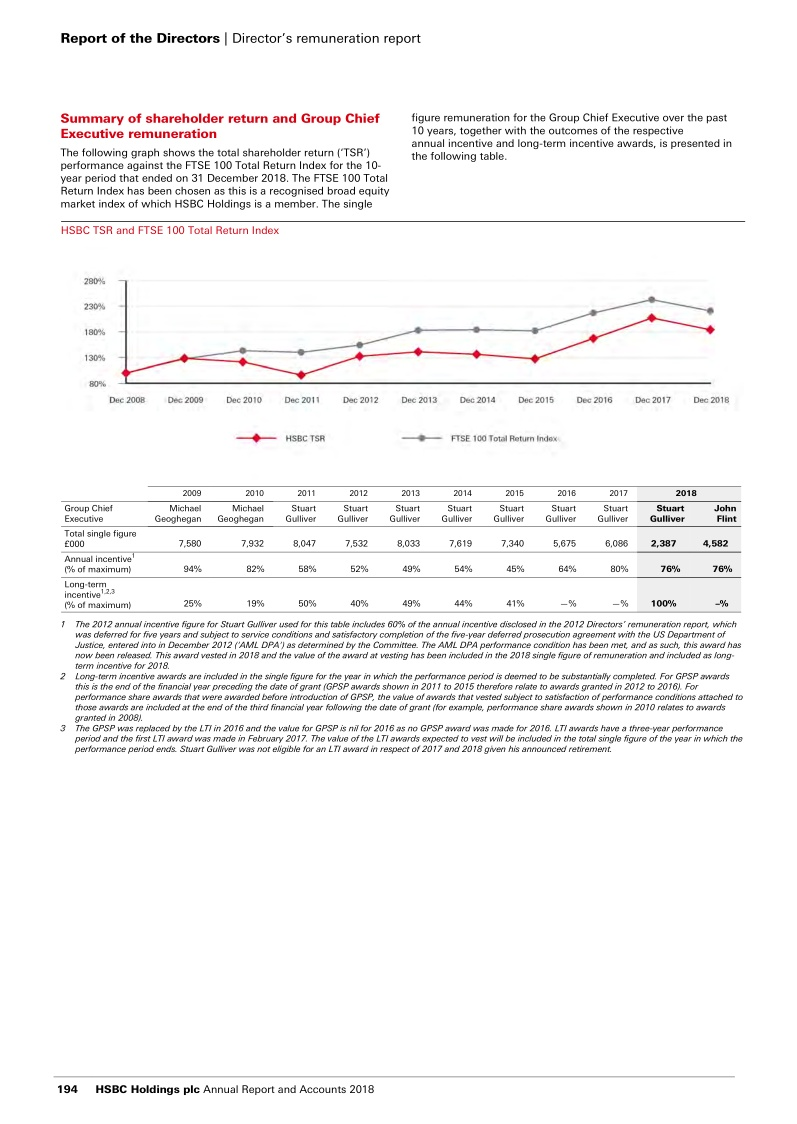 Report of the Directors | Director’s remuneration report
Summary of shareholder return and Group Chief
Executive remuneration
The following graph shows the total shareholder return (‘TSR’)
performance against the FTSE 100 Total Return Index for the 10-
year period that ended on 31 December 2018. The FTSE 100 Total
Return Index has been chosen as this is a recognised broad equity
market index of which HSBC Holdings is a member. The single
figure remuneration for the Group Chief Executive over the past
10 years, together with the outcomes of the respective
annual incentive and long-term incentive awards, is presented in
the following table.
HSBC TSR and FTSE 100 Total Return Index
280%
230%
180%
130%
80%
Dec 2008 Dec 2009 Dec 2010 Dec 2011 Dec 2012 Dec 2013 Dec 2014 Dec 2015 Dec 2016 Dec 2017 Dec 2018
HSBC TSR FTSE 100 Total Return Index
2009 2010 2011 2012 2013 2014 2015 2016 2017 2018
Group Chief Michael Michael Stuart Stuart Stuart Stuart Stuart Stuart Stuart Stuart John
Executive Geoghegan Geoghegan Gulliver Gulliver Gulliver Gulliver Gulliver Gulliver Gulliver Gulliver Flint
Total single figure
£000 7,580 7,932 8,047 7,532 8,033 7,619 7,340 5,675 6,086 2,387 4,582
Annual incentive1
(% of maximum) 94% 82% 58% 52% 49% 54% 45% 64% 80% 76% 76%
Long-term
incentive1,2,3
(% of maximum) 25% 19% 50% 40% 49% 44% 41% —% —% 100% –%
1 The 2012 annual incentive figure for Stuart Gulliver used for this table includes 60% of the annual incentive disclosed in the 2012 Directors’ remuneration report, which
was deferred for five years and subject to service conditions and satisfactory completion of the five-year deferred prosecution agreement with the US Department of
Justice, entered into in December 2012 (‘AML DPA’) as determined by the Committee. The AML DPA performance condition has been met, and as such, this award has
now been released. This award vested in 2018 and the value of the award at vesting has been included in the 2018 single figure of remuneration and included as long-
term incentive for 2018.
2 Long-term incentive awards are included in the single figure for the year in which the performance period is deemed to be substantially completed. For GPSP awards
this is the end of the financial year preceding the date of grant (GPSP awards shown in 2011 to 2015 therefore relate to awards granted in 2012 to 2016). For
performance share awards that were awarded before introduction of GPSP, the value of awards that vested subject to satisfaction of performance conditions attached to
those awards are included at the end of the third financial year following the date of grant (for example, performance share awards shown in 2010 relates to awards
granted in 2008).
3 The GPSP was replaced by the LTI in 2016 and the value for GPSP is nil for 2016 as no GPSP award was made for 2016. LTI awards have a three-year performance
period and the first LTI award was made in February 2017. The value of the LTI awards expected to vest will be included in the total single figure of the year in which the
performance period ends. Stuart Gulliver was not eligible for an LTI award in respect of 2017 and 2018 given his announced retirement.
194 HSBC Holdings plc Annual Report and Accounts 2018